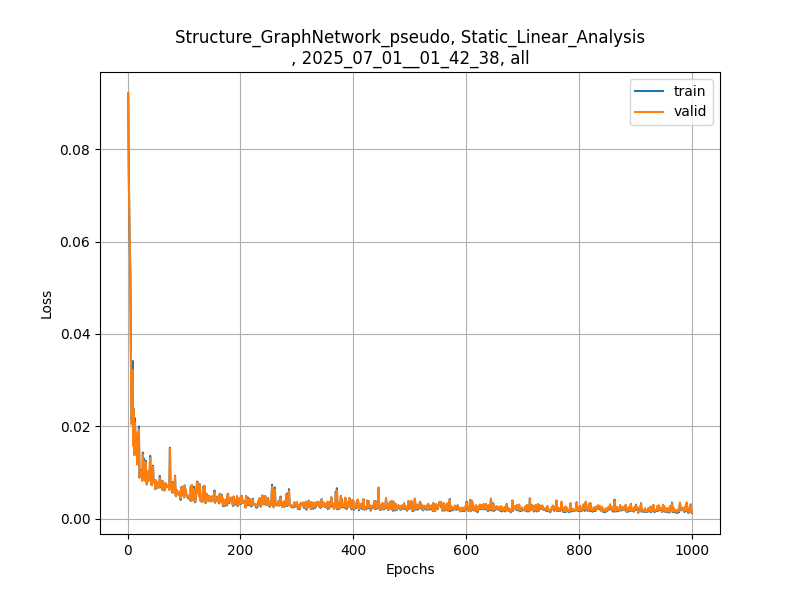 Structure_GraphNetwork_pseudo, Static_Linear_Analysis
, 2025_07_01__01_42_38, all
train
valid
0.08
0.06
0.04
0.02
0.00
Loss
0
200
400
600
800
1000
Epochs